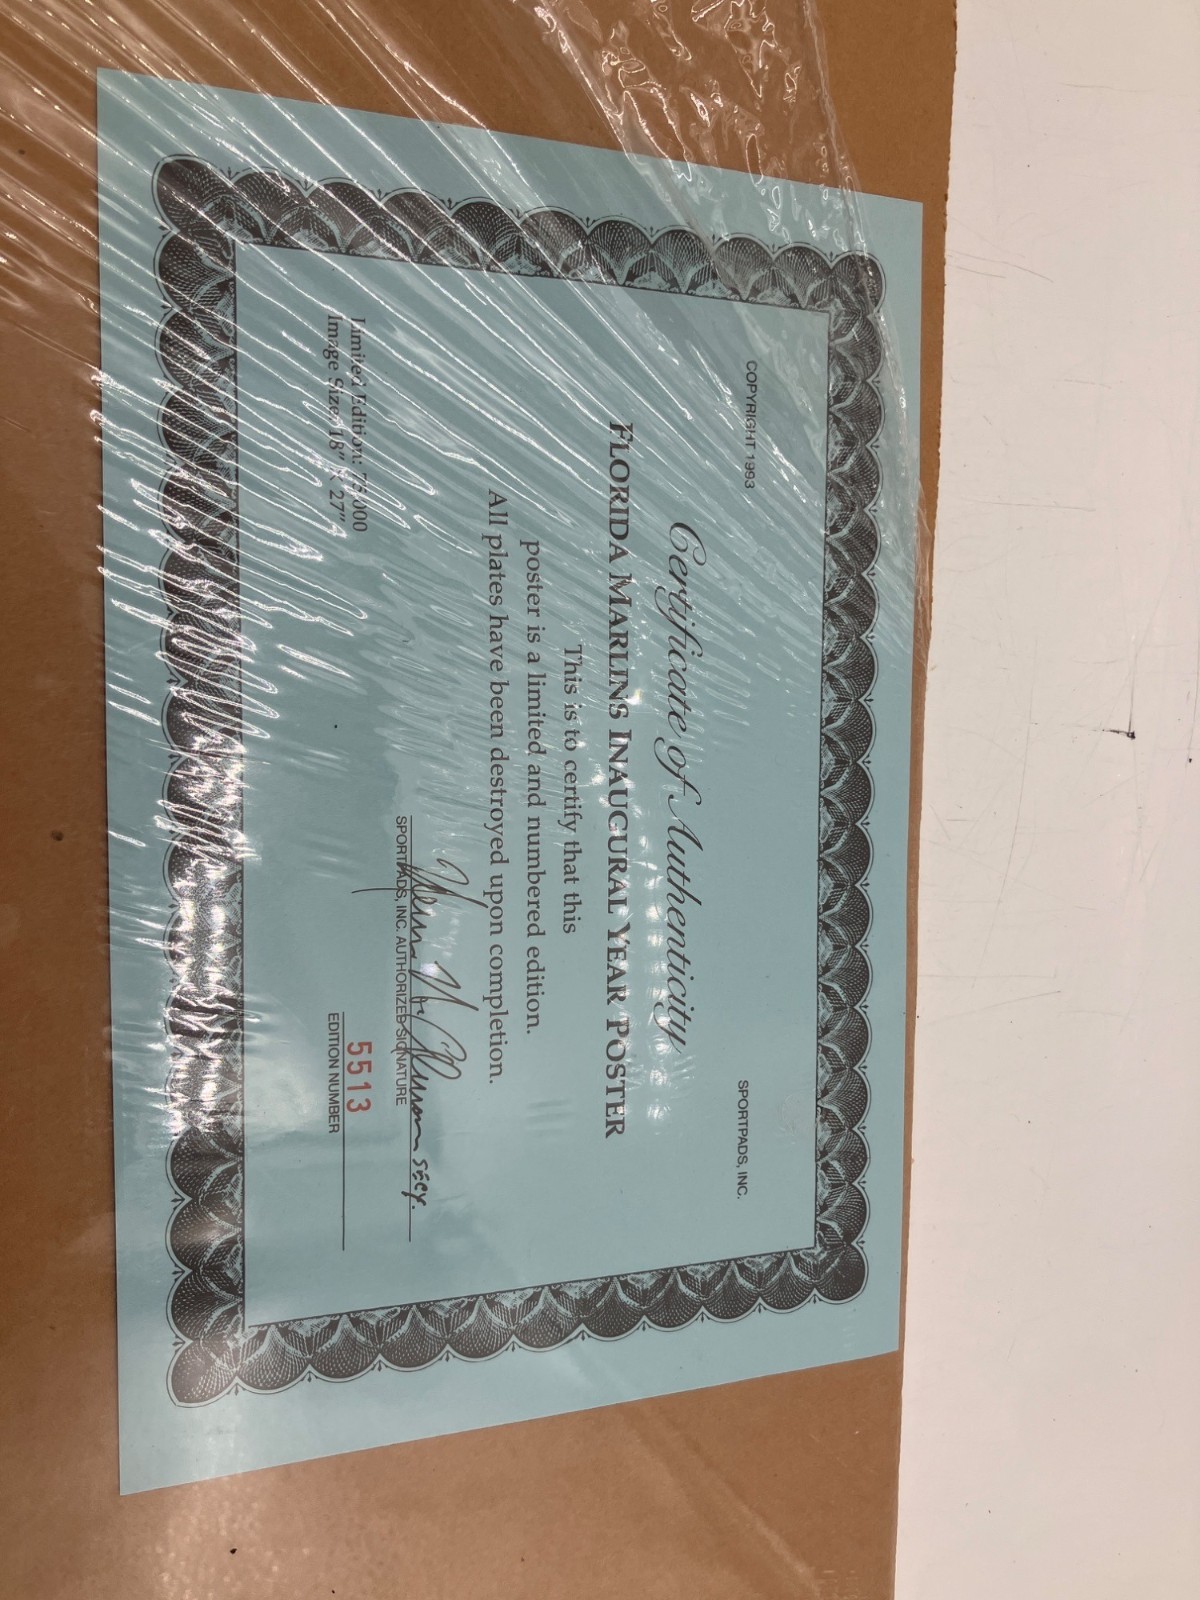 COPYRIGHT 1993
SPORTPADS, INC.
Certificate of Authenticity
FLORIDA MARLINS INAUGURAL YEAR POSTER
This is to certify that this
poster is a limited and numbered edition.
All plates have been destroyed upon completion.
Limited Edition: 75,000
Image Size: 18" x 27"
SECY.
SPORTPADS, INC. AUTHORIZED SIGNATURE
5513
EDITION NUMBER